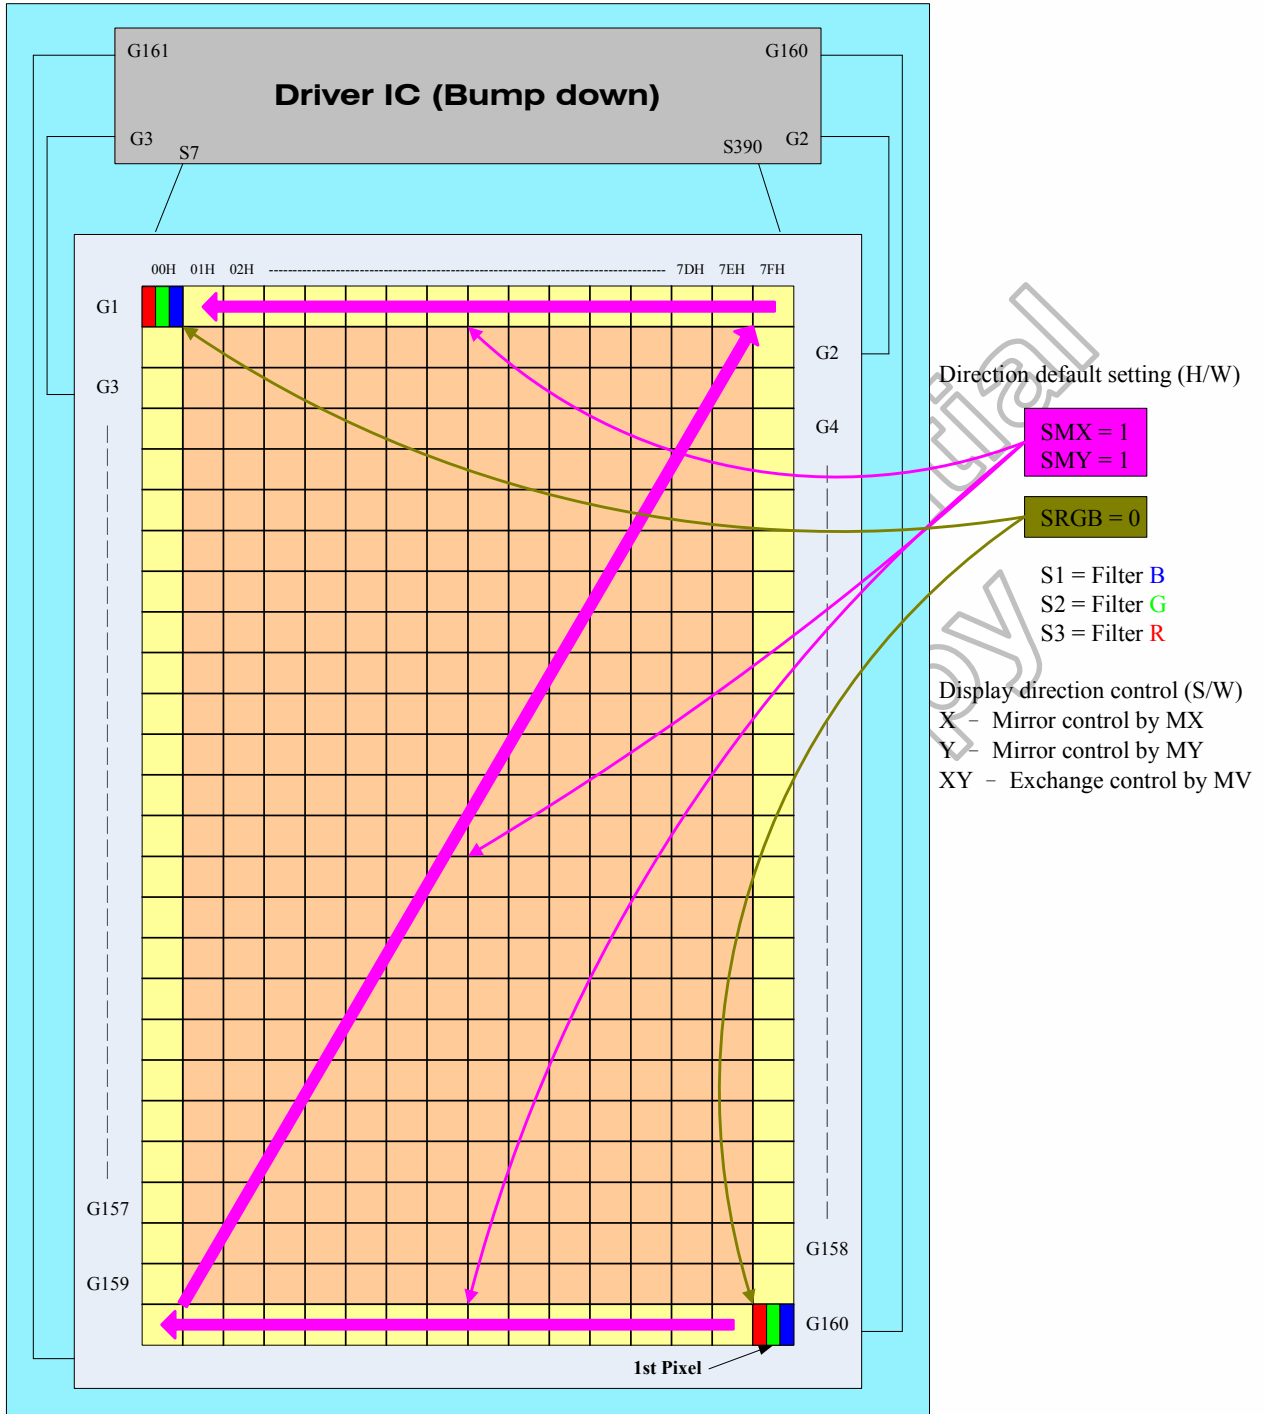 G161 G160
Driver IC (Bump down)
G3 S7 S390 G2
00H 01H 02H 7DH 7EH 7FH
G1
G2
G3
G4
G157
G158
G159
G160
1st Pixel
Direction default setting (H/W)
SMX = 1
SMY = 1
SRGB = 0
S1 = Filter B
S2 = Filter G
S3 = Filter R
Display direction control (S/W)
X - Mirror control by MX
Y - Mirror control by MY
XY - Exchange control by MV
ntial
py